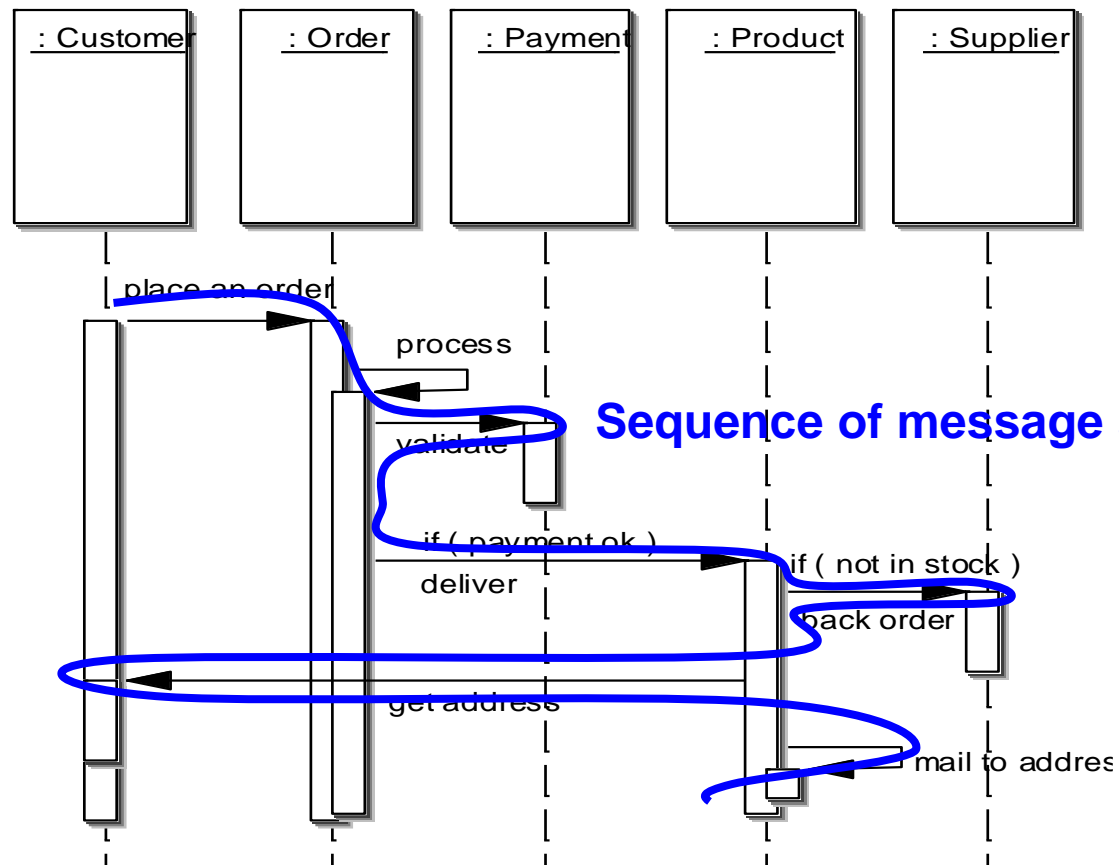 : Customer
: Order
: Payment
: Product
: Supplier
place an order
process
Sequence of message
validate
if ( payment ok )
if ( not in stock )
deliver
back order
get address
mail to addres